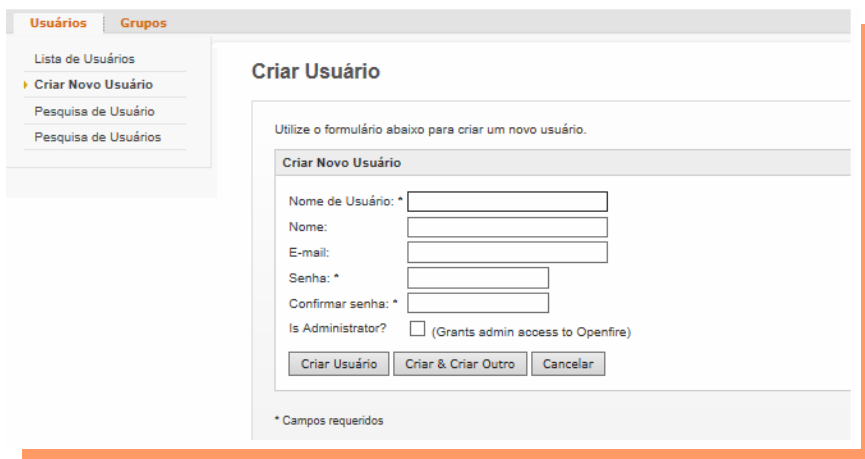 Usuários Grupos
Lista de Usuários
Criar Novo Usuário
Pesquisa de Usuário
Pesquisa de Usuários
Criar Usuário
Utilize o formulário abaixo para criar um novo usuário.
Criar Novo Usuário
Nome de Usuário: *
Nome:
E-mail:
Senha: *
Confirmar senha: *
Is Administrator? (Grants admin access to Openfire)
Criar Usuário Criar & Criar Outro Cancelar
* Campos requeridos